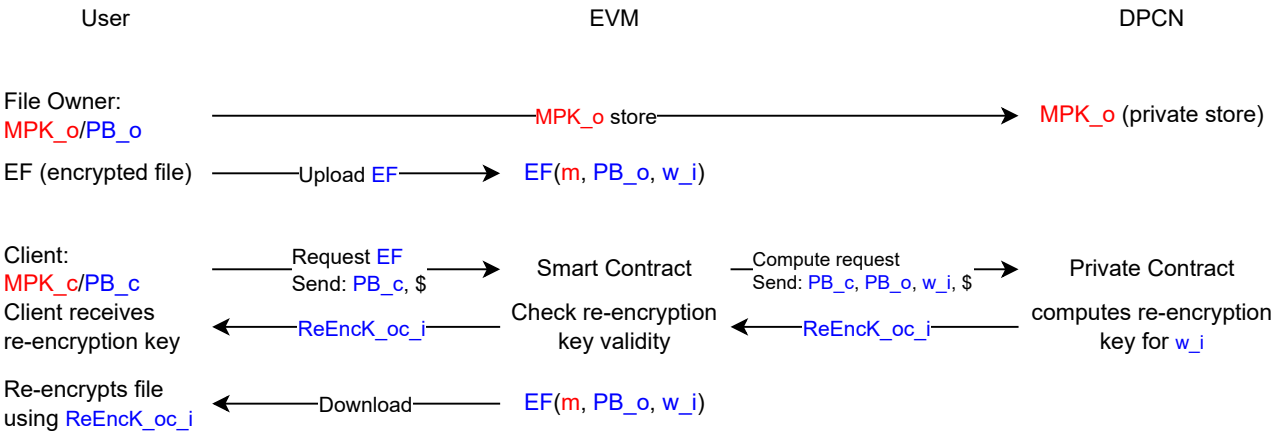 User EVM DPCN
File Owner:
MPK_o/PB_o
MPK_o store
MPK_o (private store)
EF (encrypted file)
Upload EF
EF(m, PB_o, w_i)
Client:
MPK_c/PB_c
Request EF
Send: PB_c, $
Smart Contract
Compute request
Send: PB_c, PB_o, w_i, $
Private Contract
Client receives
re-encryption key
ReEncK_oc_i
Check re-encryption
key validity
ReEncK_oc_i
computes re-encryption
key for w_i
Re-encrypts file
using ReEncK_oc_i
Download
EF(m, PB_o, w_i)